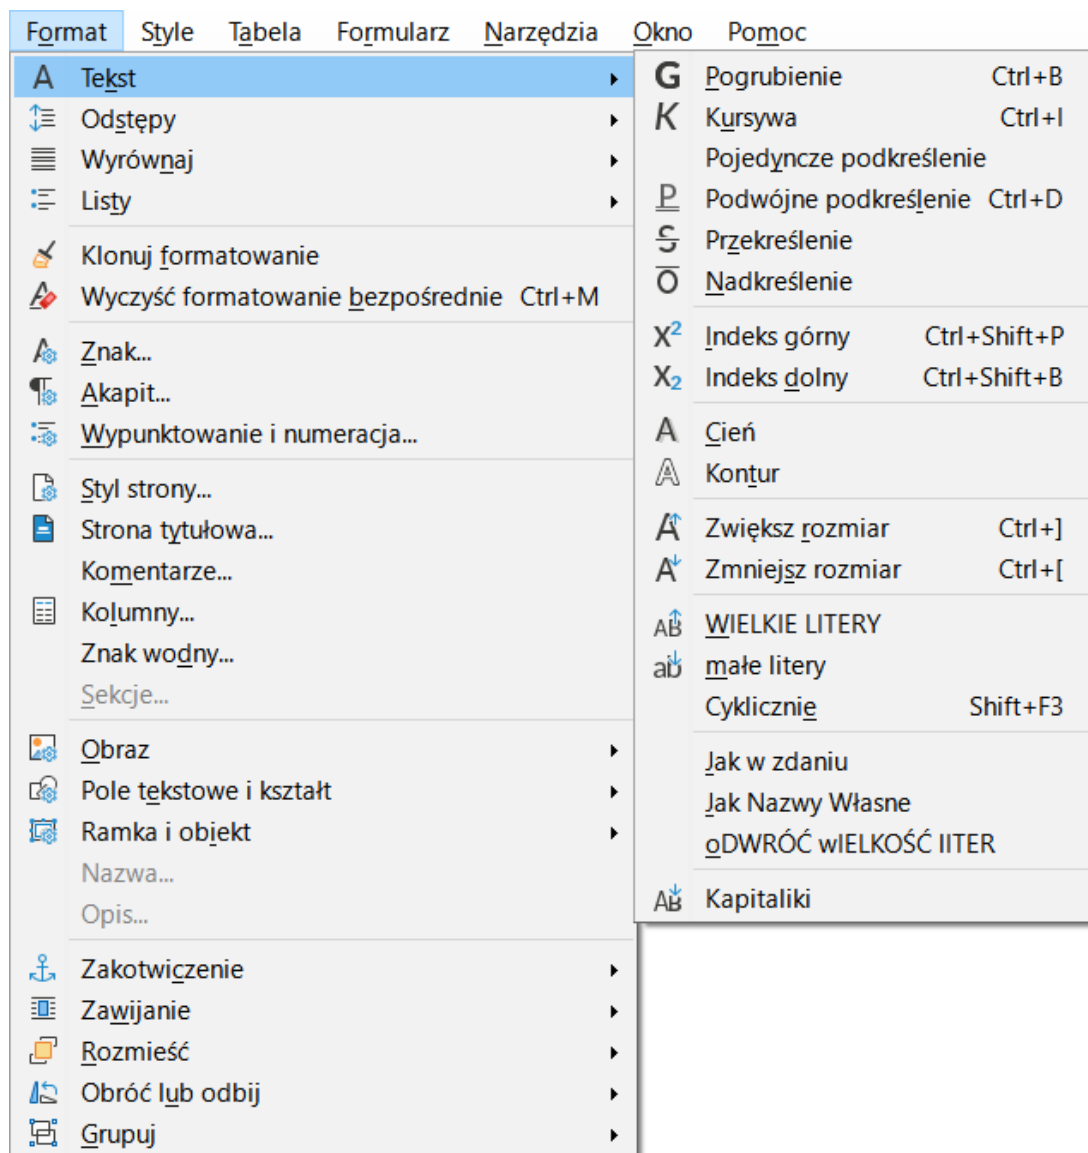 Format Style Tabela Formularz Narzędzia Okno Pomoc
Tekst
Odstępy
Wyrównaj
Listy
Klonuj formatowanie
Wyczyść formatowanie bezpośrednie Ctrl+M
Znak...
Akapit...
Wypunktowanie i numeracja...
Styl strony...
Strona tytułowa...
Komentarze...
Kolumny...
Znak wodny...
Sekcje...
Obraz
Pole tekstowe i kształt
Ramka i obiekt
Nazwa...
Opis...
Zakotwiczenie
Zawijanie
Rozmieść
Obróć lub odbij
Grupuj
Pogrubienie Ctrl+B
Kursywa Ctrl+I
Pojedyncze podkreślenie
Podwójne podkreślenie Ctrl+D
Przekreślenie
Nadkreślenie
Indeks górny Ctrl+Shift+P
Indeks dolny Ctrl+Shift+B
Cień
Kontur
Zwiększ rozmiar Ctrl+]
Zmniejsz rozmiar Ctrl+[
WIELKIE LITERY
małe litery
Cyklicznie Shift+F3
Jak w zdaniu
Jak Nazwy Własne
oDWRÓĆ wIELKOŚĆ lITER
Kapitaliki